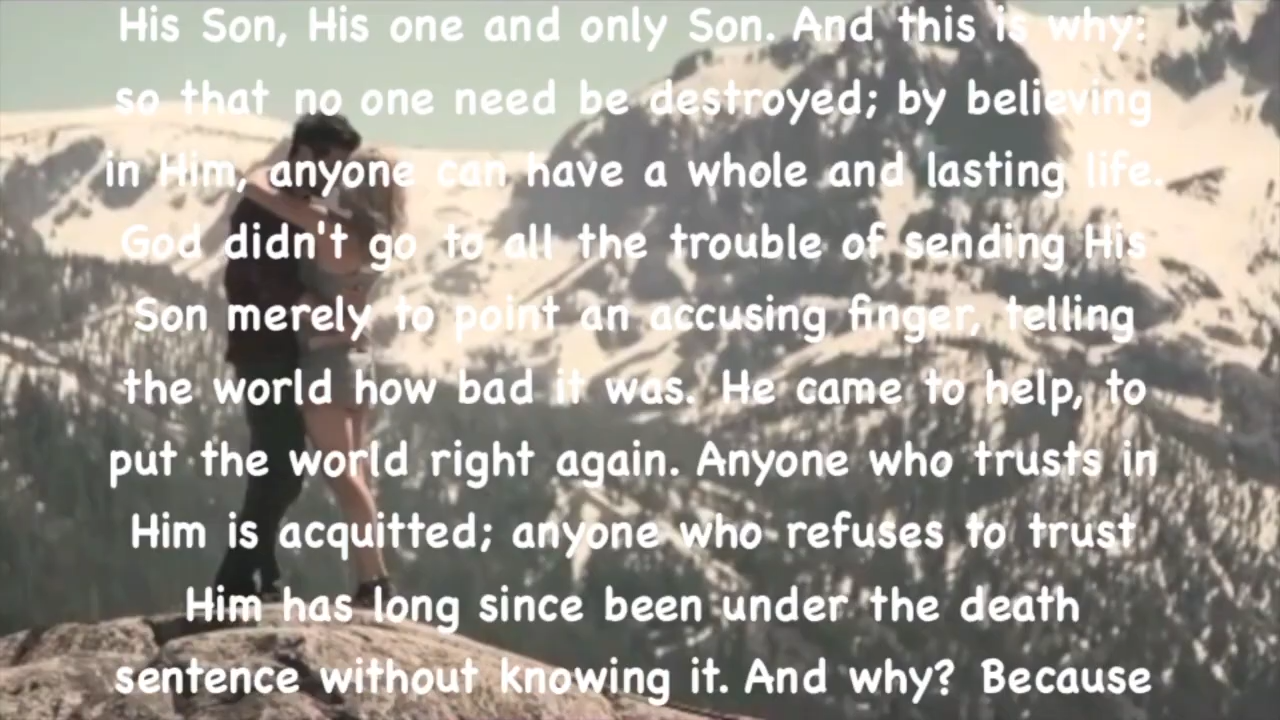 His Son, His one and only Son. And this is why:
so that no one need be destroyed; by believing
in Him, anyone can have a whole and lasting life.
God didn't go to all the trouble of sending His
Son merely to point an accusing finger, telling
the world how bad it was. He came to help, to
put the world right again. Anyone who trusts in
Him is acquitted; anyone who refuses to trust
Him has long since been under the death
sentence without knowing it. And why? Because